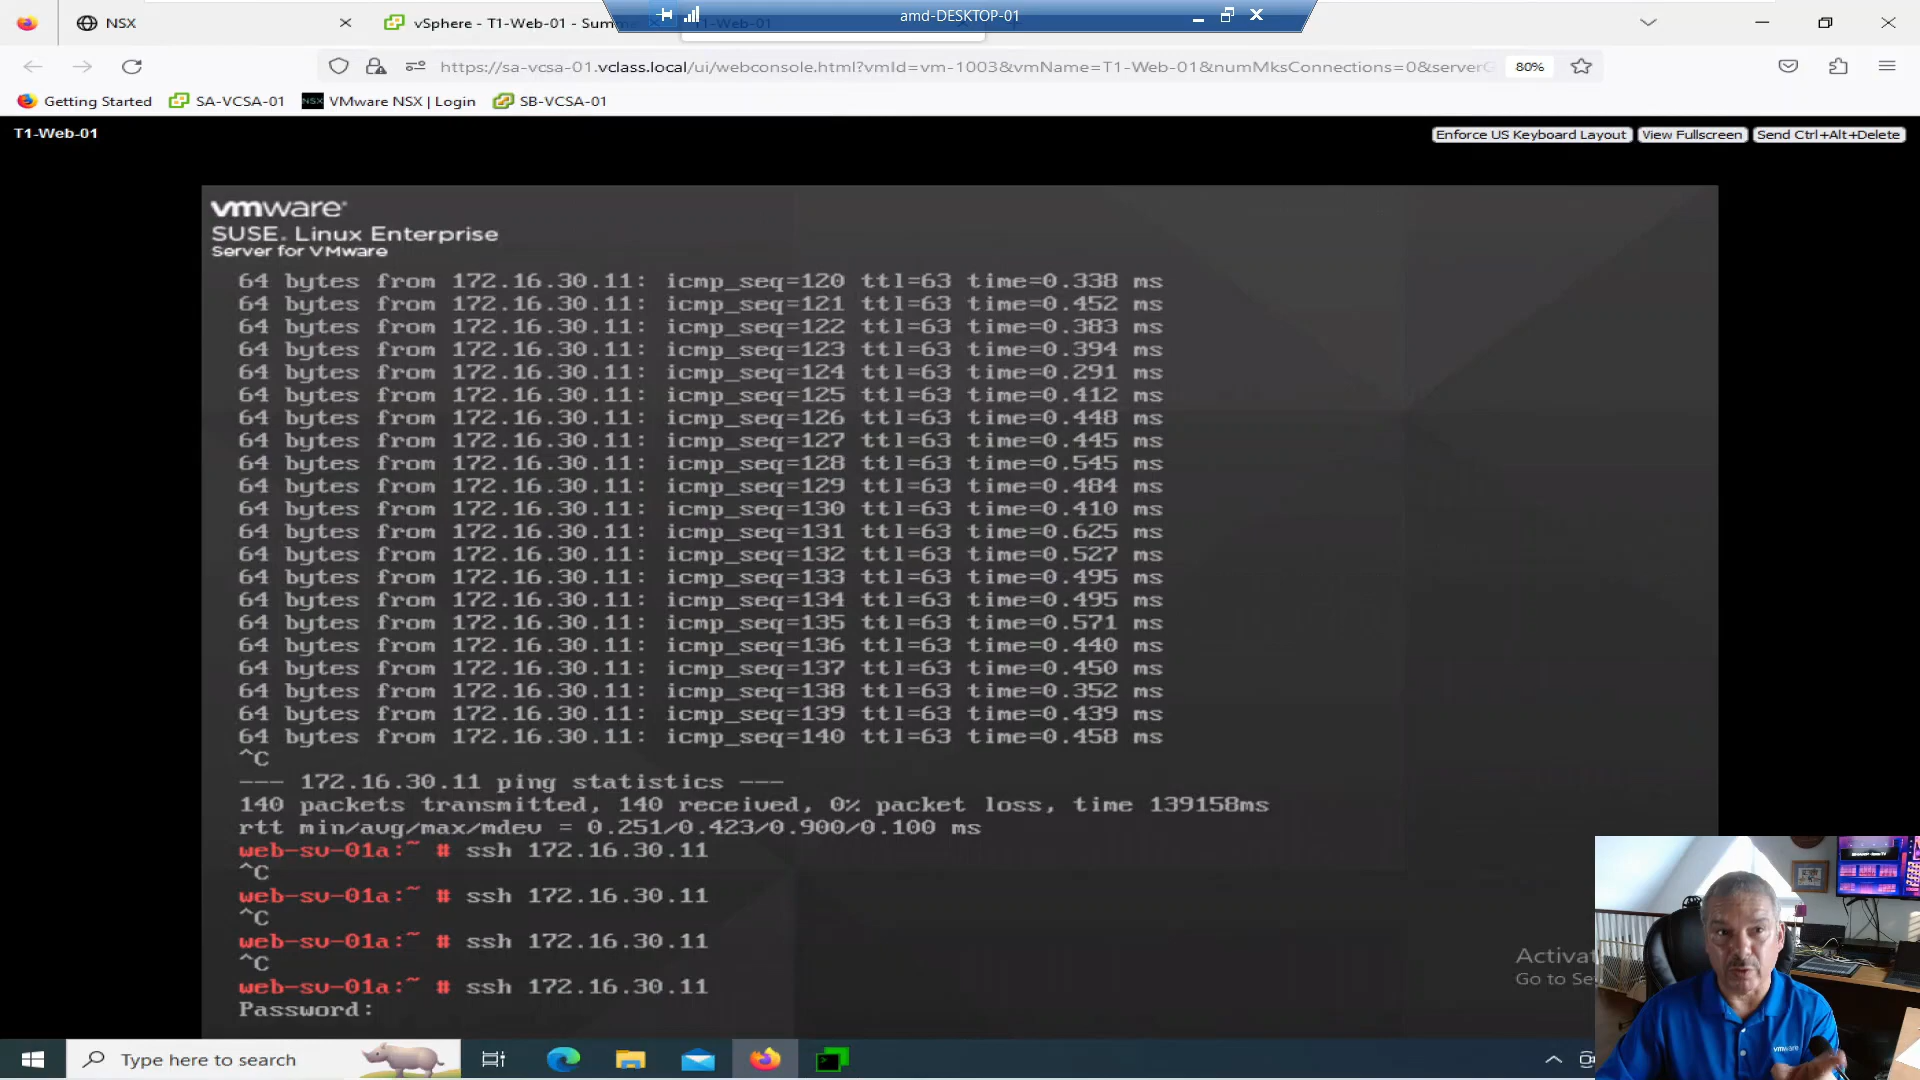 NSX
vSphere - T1-Web-01 - Summ
T1-Web-01
amd-DESKTOP-01
https://sa-vcsa-01.vclass.local/ui/webconsole.html?vmId=vm-1003&vmName=T1-Web-01&numMksConnections=0&server
80%
Getting Started
SA-VCSA-01
NSX
VMware NSX | Login
SB-VCSA-01
T1-Web-01
Enforce US Keyboard Layout
View Fullscreen
Send Ctrl+Alt+Delete
vmware
SUSE. Linux Enterprise
Server for VMware
64 bytes from 172.16.30.11: icmp_seq=120 ttl=63 time=0.338 ms
64 bytes from 172.16.30.11: icmp_seq=121 ttl=63 time=0.452 ms
64 bytes from 172.16.30.11: icmp_seq=122 ttl=63 time=0.383 ms
64 bytes from 172.16.30.11: icmp_seq=123 ttl=63 time=0.394 ms
64 bytes from 172.16.30.11: icmp_seq=124 ttl=63 time=0.291 ms
64 bytes from 172.16.30.11: icmp_seq=125 ttl=63 time=0.412 ms
64 bytes from 172.16.30.11: icmp_seq=126 ttl=63 time=0.448 ms
64 bytes from 172.16.30.11: icmp_seq=127 ttl=63 time=0.445 ms
64 bytes from 172.16.30.11: icmp_seq=128 ttl=63 time=0.545 ms
64 bytes from 172.16.30.11: icmp_seq=129 ttl=63 time=0.484 ms
64 bytes from 172.16.30.11: icmp_seq=130 ttl=63 time=0.410 ms
64 bytes from 172.16.30.11: icmp_seq=131 ttl=63 time=0.625 ms
64 bytes from 172.16.30.11: icmp_seq=132 ttl=63 time=0.527 ms
64 bytes from 172.16.30.11: icmp_seq=133 ttl=63 time=0.495 ms
64 bytes from 172.16.30.11: icmp_seq=134 ttl=63 time=0.495 ms
64 bytes from 172.16.30.11: icmp_seq=135 ttl=63 time=0.571 ms
64 bytes from 172.16.30.11: icmp_seq=136 ttl=63 time=0.440 ms
64 bytes from 172.16.30.11: icmp_seq=137 ttl=63 time=0.450 ms
64 bytes from 172.16.30.11: icmp_seq=138 ttl=63 time=0.352 ms
64 bytes from 172.16.30.11: icmp_seq=139 ttl=63 time=0.439 ms
64 bytes from 172.16.30.11: icmp_seq=140 ttl=63 time=0.458 ms
^C
--- 172.16.30.11 ping statistics ---
140 packets transmitted, 140 received, 0% packet loss, time 139158ms
rtt min/avg/max/mdev = 0.251/0.423/0.900/0.100 ms
web-sv-01a:~ # ssh 172.16.30.11
^C
web-sv-01a:~ # ssh 172.16.30.11
^C
web-sv-01a:~ # ssh 172.16.30.11
^C
web-sv-01a:~ # ssh 172.16.30.11
Password:
Activat
Go to Se
vmware
Type here to search